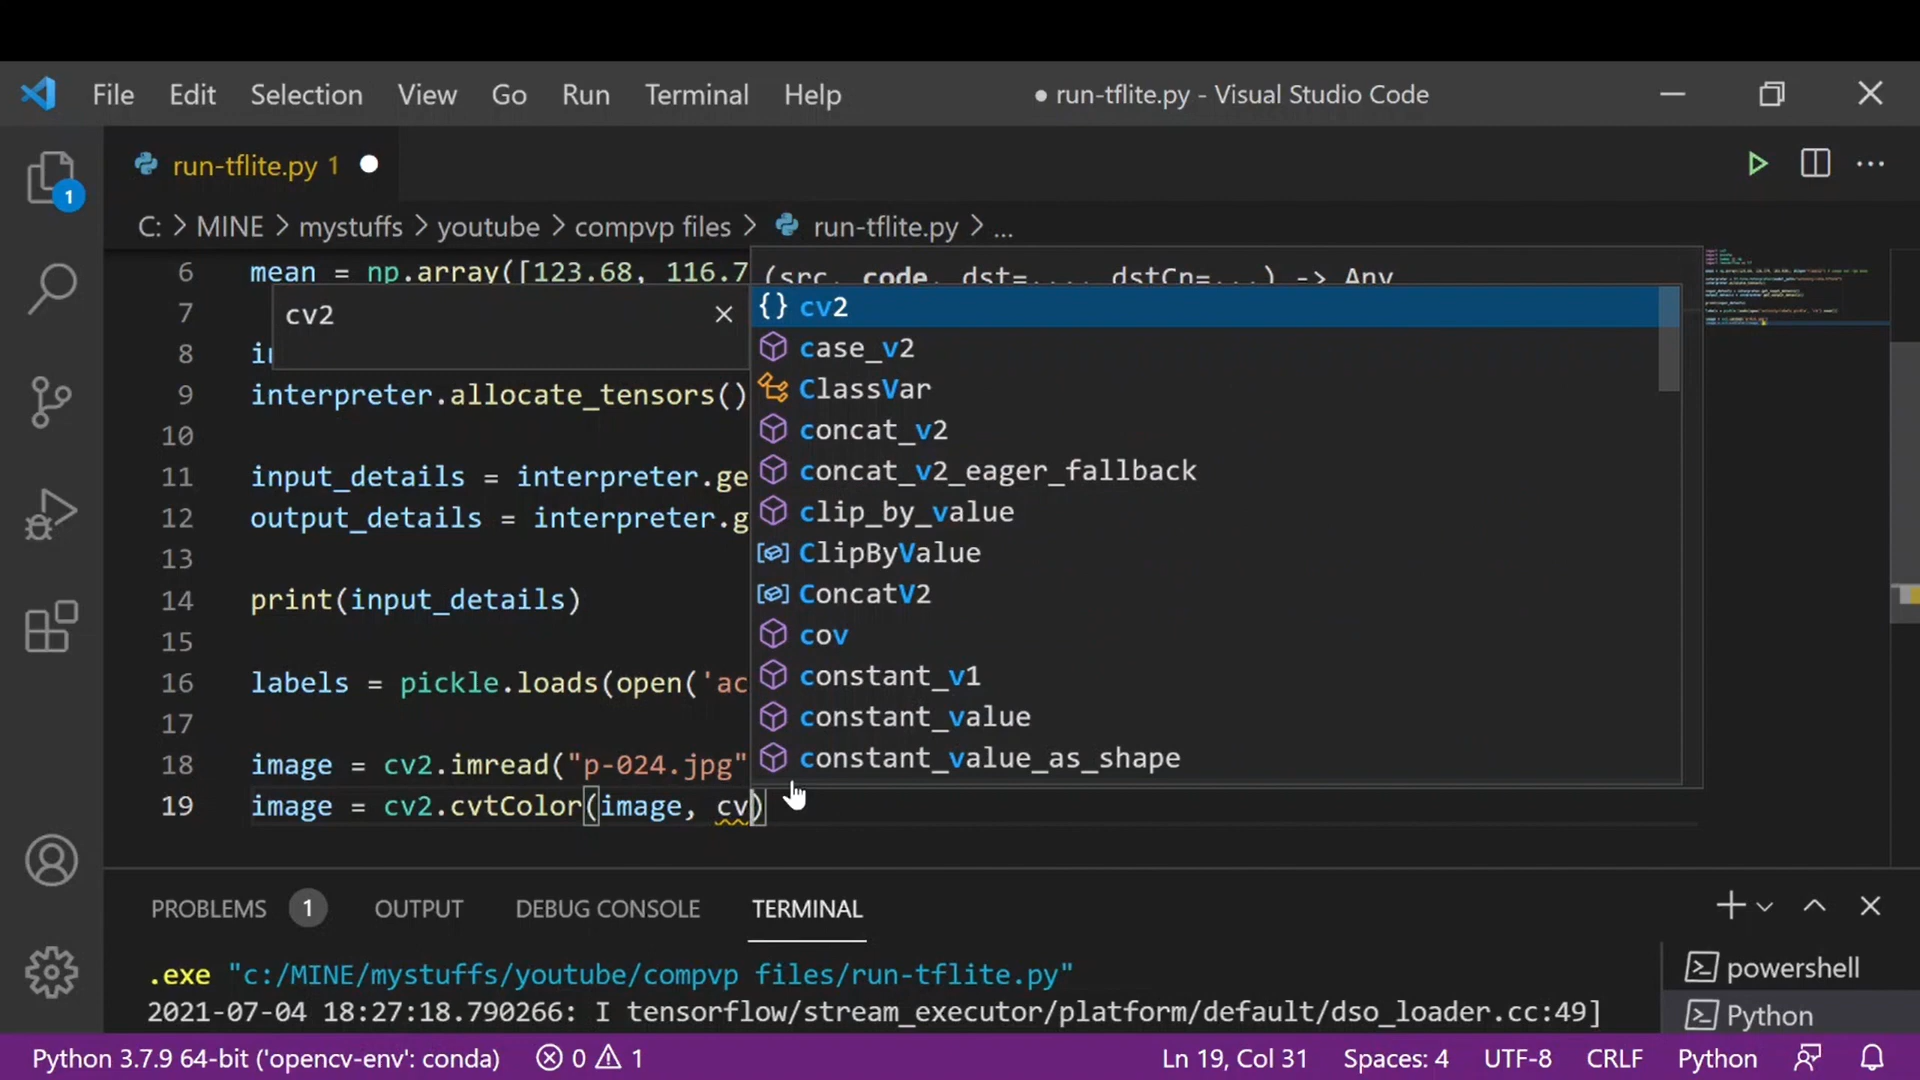 File Edit Selection View Go Run Terminal Help ● run-tflite.py - Visual Studio Code
1
run-tflite.py 1
C: > MINE > mystuffs > youtube > compvp files > run-tflite.py > ...
6 mean = np.array([123.68, 116.7
(src, code, dst=..., dstCn=...) -> Any
7
cv2
8
9 interpreter.allocate_tensors()
10
11 input_details = interpreter.ge
12 output_details = interpreter.g
13
14 print(input_details)
15
16 labels = pickle.loads(open('ac
17
18 image = cv2.imread("p-024.jpg"
19 image = cv2.cvtColor(image, cv)
cv2
case_v2
ClassVar
concat_v2
concat_v2_eager_fallback
clip_by_value
ClipByValue
ConcatV2
cov
constant_v1
constant_value
constant_value_as_shape
PROBLEMS 1 OUTPUT DEBUG CONSOLE TERMINAL
.exe "c:/MINE/mystuffs/youtube/compvp files/run-tflite.py"
2021-07-04 18:27:18.790266: I tensorflow/stream_executor/platform/default/dso_loader.cc:49]
powershell
Python
Python 3.7.9 64-bit ('opencv-env': conda) 0 1 Ln 19, Col 31 Spaces: 4 UTF-8 CRLF Python